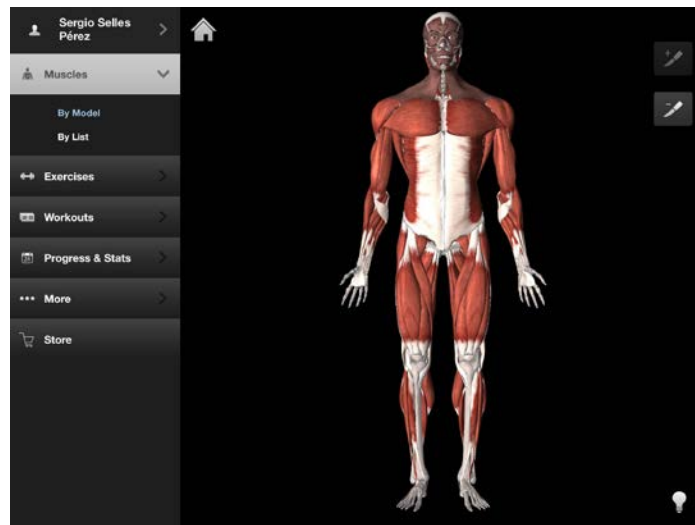 Sergio Selles
Pérez
Muscles
By Model
By List
Exercises
Workouts
Progress & Stats
More
Store